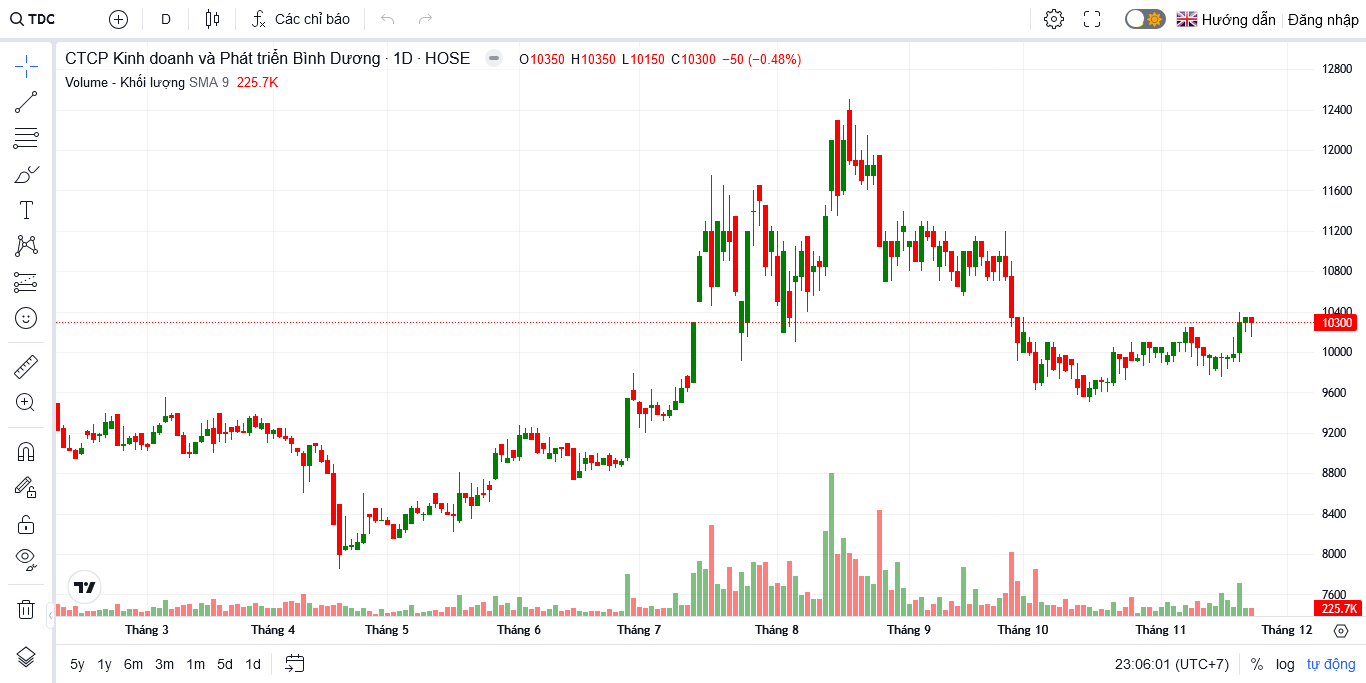 TDC D Các chỉ báo Hướng dẫn Đăng nhập
CTCP Kinh doanh và Phát triển Bình Dương · 1D · HOSE O10350 H10350 L10150 C10300 −50 (−0.48%)
Volume - Khối lượng SMA 9 225.7K
12800
12400
12000
11600
11200
10800
10400
10300
10000
9600
9200
8800
8400
8000
7600
225.7K
Tháng 3 Tháng 4 Tháng 5 Tháng 6 Tháng 7 Tháng 8 Tháng 9 Tháng 10 Tháng 11 Tháng 12
5y 1y 6m 3m 1m 5d 1d 23:06:01 (UTC+7) % log tự động